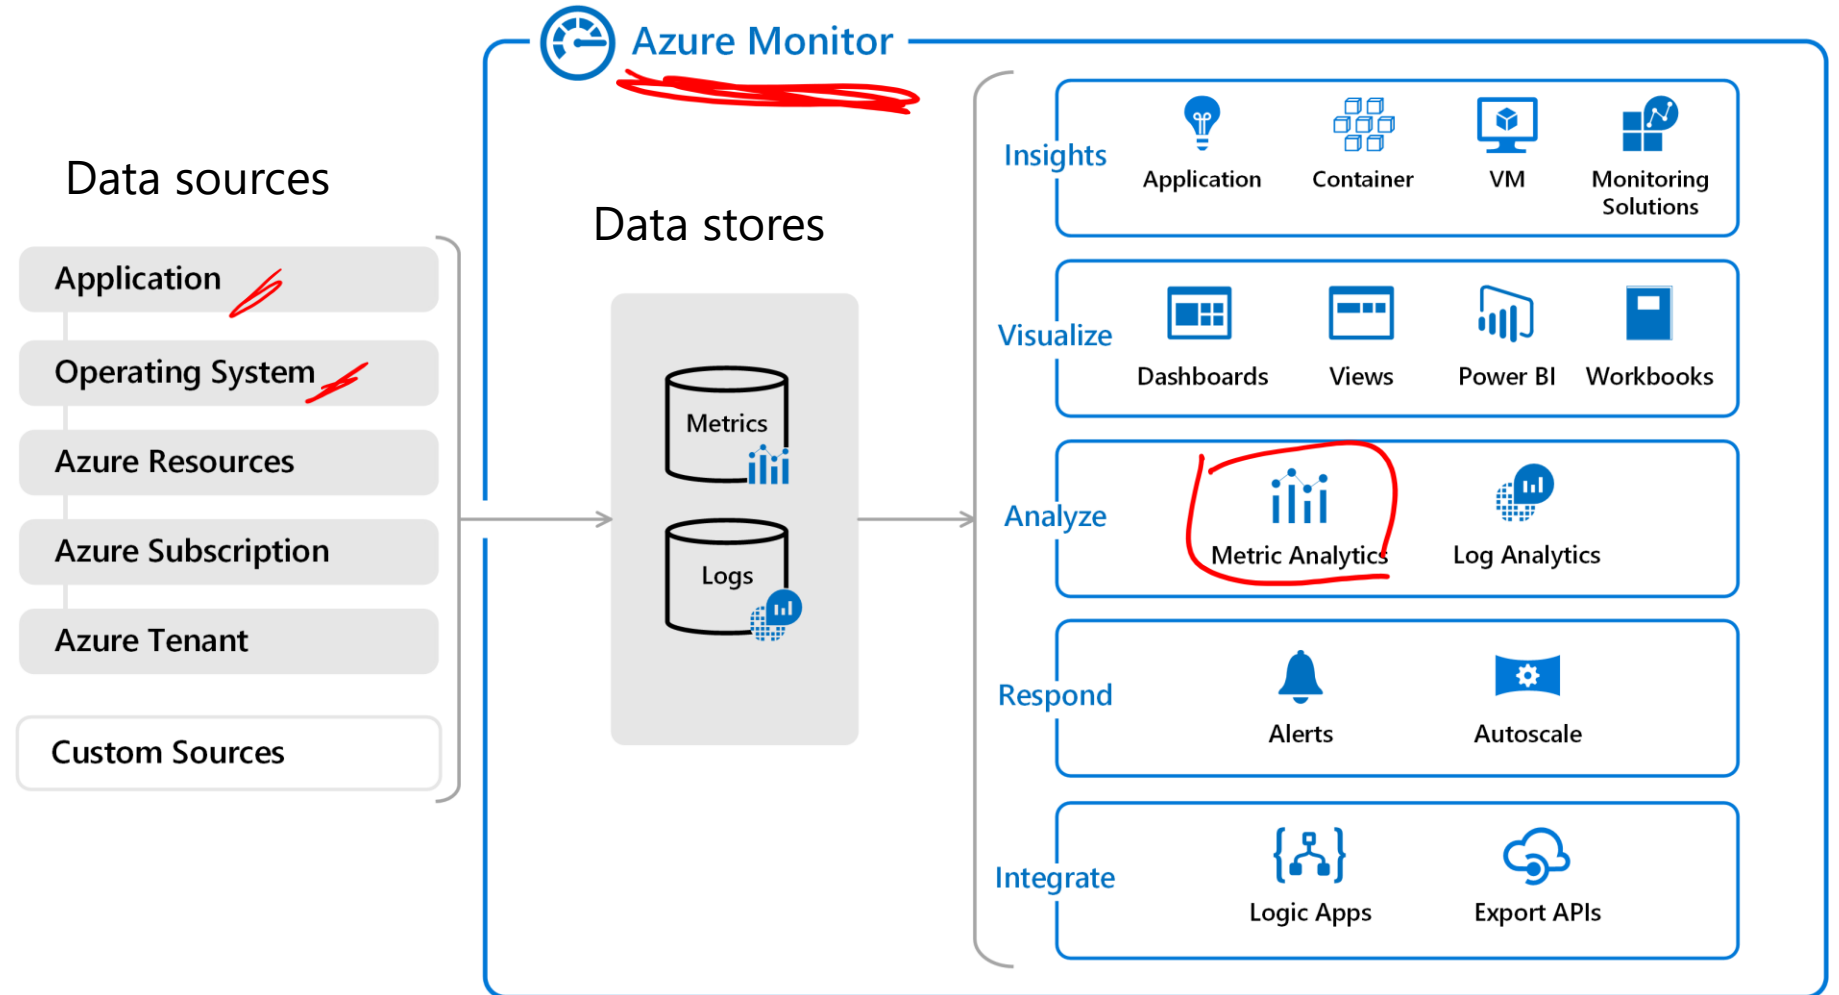 Azure Monitor
Data sources
Application
Operating System
Azure Resources
Azure Subscription
Azure Tenant
Custom Sources
Data stores
Metrics
Logs
Insights
Application
Container
VM
Monitoring
Solutions
Visualize
Dashboards
Views
Power BI
Workbooks
Analyze
Metric Analytics
Log Analytics
Respond
Alerts
Autoscale
Integrate
Logic Apps
Export APIs